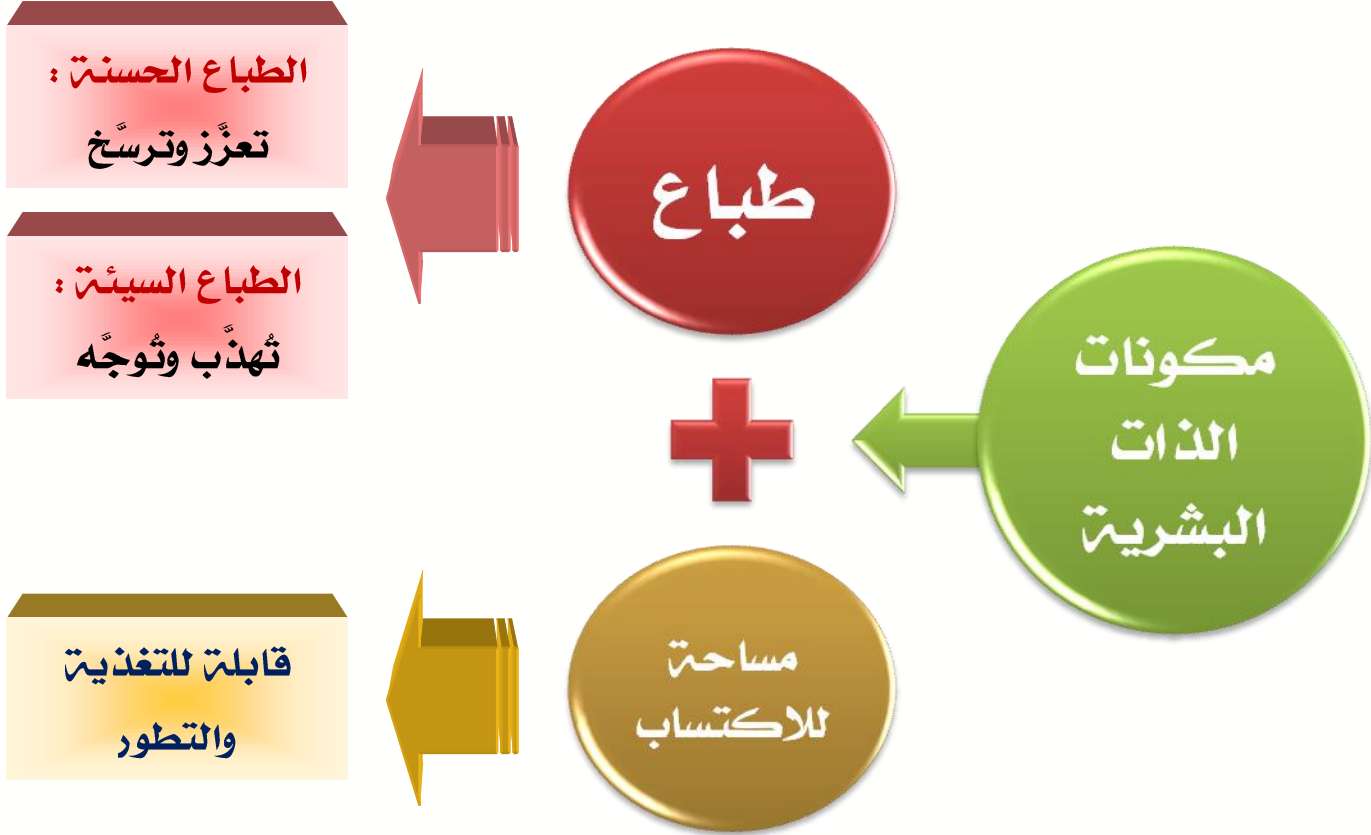 مكونات
الذات
البشرية
طباع
الطباع الحسنة :
تعزَّز وترسَّخ
الطباع السيئة :
تُهذَّب وتُوجَّه
مساحة
للاكتساب
قابلة للتغذية
والتطور